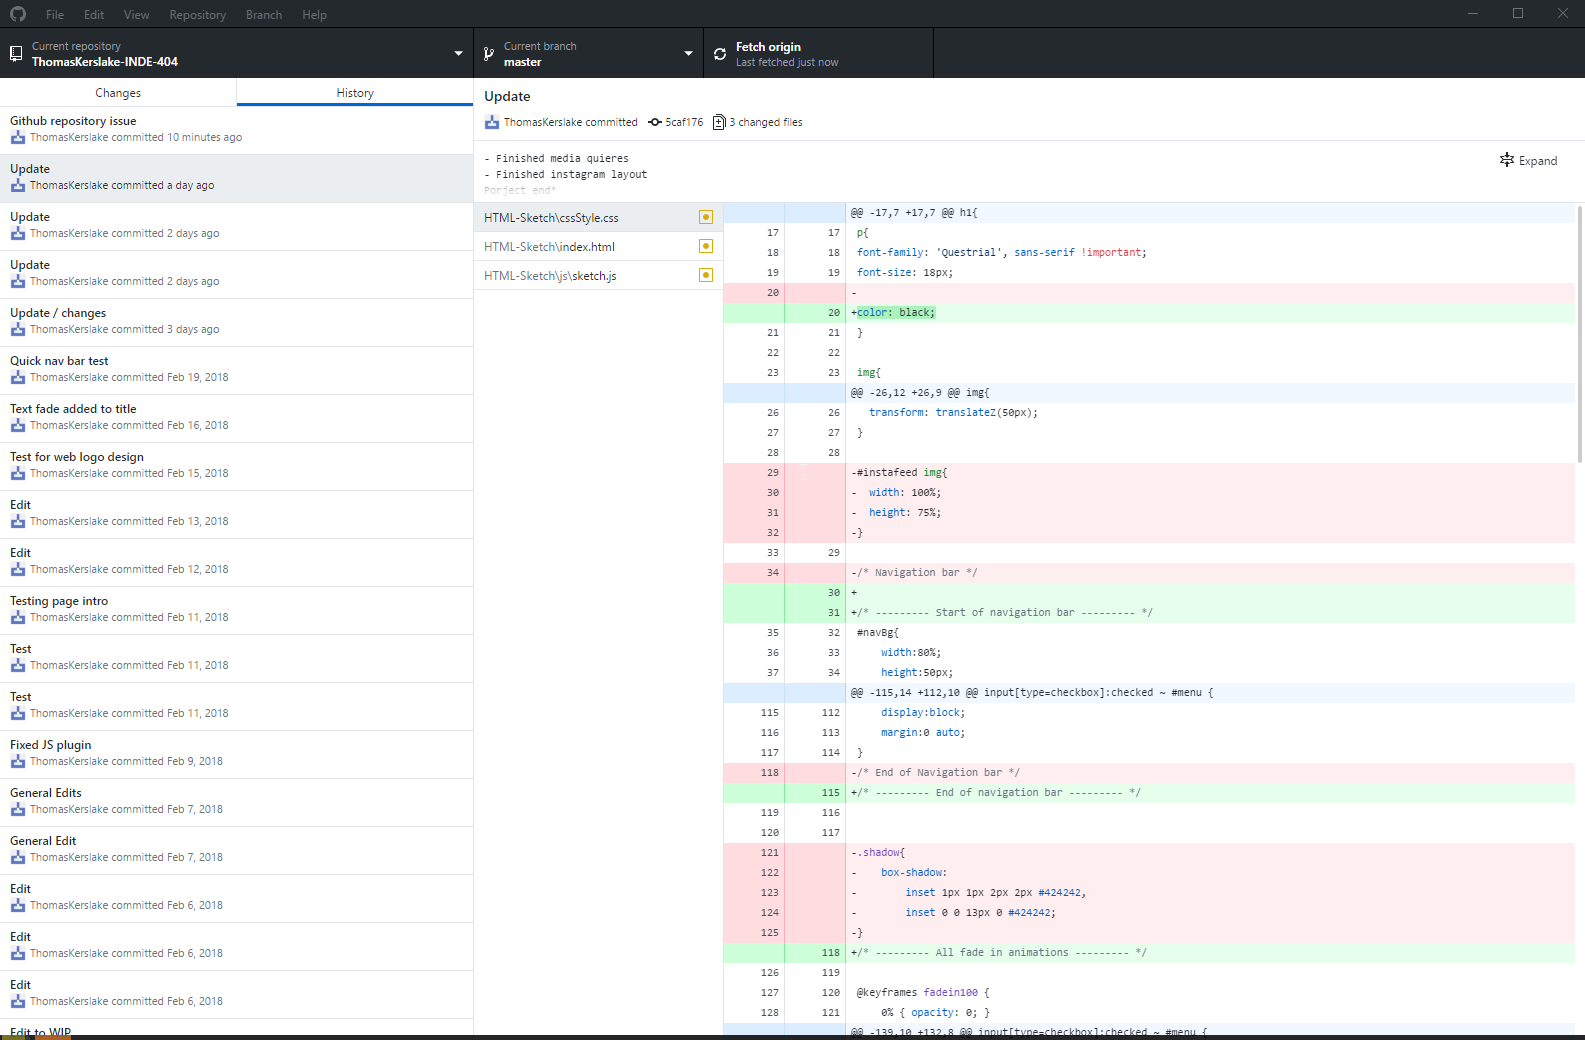 File Edit View Repository Branch Help
Current repository
ThomasKerslake-INDE-404
Current branch
master
Fetch origin
Last fetched just now
Changes
History
Github repository issue
ThomasKerslake committed 10 minutes ago
Update
ThomasKerslake committed a day ago
Update
ThomasKerslake committed 2 days ago
Update
ThomasKerslake committed 2 days ago
Update / changes
ThomasKerslake committed 3 days ago
Quick nav bar test
ThomasKerslake committed Feb 19, 2018
Text fade added to title
ThomasKerslake committed Feb 16, 2018
Test for web logo design
ThomasKerslake committed Feb 15, 2018
Edit
ThomasKerslake committed Feb 13, 2018
Edit
ThomasKerslake committed Feb 12, 2018
Testing page intro
ThomasKerslake committed Feb 11, 2018
Test
ThomasKerslake committed Feb 11, 2018
Test
ThomasKerslake committed Feb 11, 2018
Fixed JS plugin
ThomasKerslake committed Feb 9, 2018
General Edits
ThomasKerslake committed Feb 7, 2018
General Edit
ThomasKerslake committed Feb 7, 2018
Edit
ThomasKerslake committed Feb 6, 2018
Edit
ThomasKerslake committed Feb 6, 2018
Edit
ThomasKerslake committed Feb 6, 2018
Edit to WIP
Update
ThomasKerslake committed 5caf176 3 changed files
- Finished media quieres
- Finished instagram layout
Porject end*
Expand
HTML-Sketch\cssStyle.css
HTML-Sketch\index.html
HTML-Sketch\js\sketch.js
@@ -17,7 +17,7 @@ h1{
17 17 p{
18 18 font-family: 'Questrial', sans-serif !important;
19 19 font-size: 18px;
20 -
20 +color: black;
21 21 }
22 22
23 23 img{
@@ -26,12 +26,9 @@ img{
26 26 transform: translateZ(50px);
27 27 }
28 28
29 -#instafeed img{
30 - width: 100%;
31 - height: 75%;
32 -}
33 29
34 -/* Navigation bar */
30 +
31 +/* --------- Start of navigation bar --------- */
35 32 #navBg{
36 33 width:80%;
37 34 height:50px;
@@ -115,14 +112,10 @@ input[type=checkbox]:checked ~ #menu {
115 112 display:block;
116 113 margin:0 auto;
117 114 }
118 -/* End of Navigation bar */
115 +/* --------- End of navigation bar --------- */
119 116
120 117
121 -.shadow{
122 - box-shadow:
123 - inset 1px 1px 2px 2px #424242,
124 - inset 0 0 13px 0 #424242;
125 -}
118 +/* --------- All fade in animations --------- */
126 119
127 120 @keyframes fadein100 {
128 121 0% { opacity: 0; }
@@ -139,10 +132,8 @@ input[type=checkbox]:checked ~ #menu {